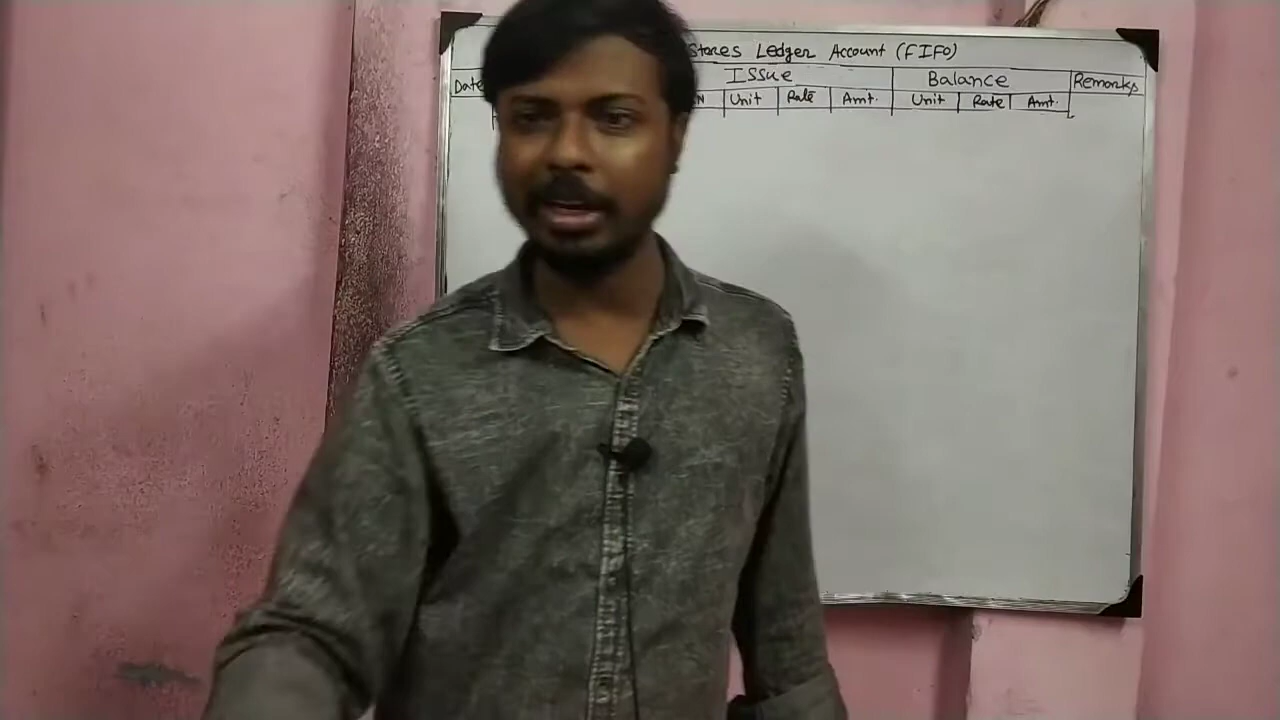 Stores Ledger Account (FIFO)
Date Issue Balance Remarks
N Unit Rate Amt. Unit Rate Amt.